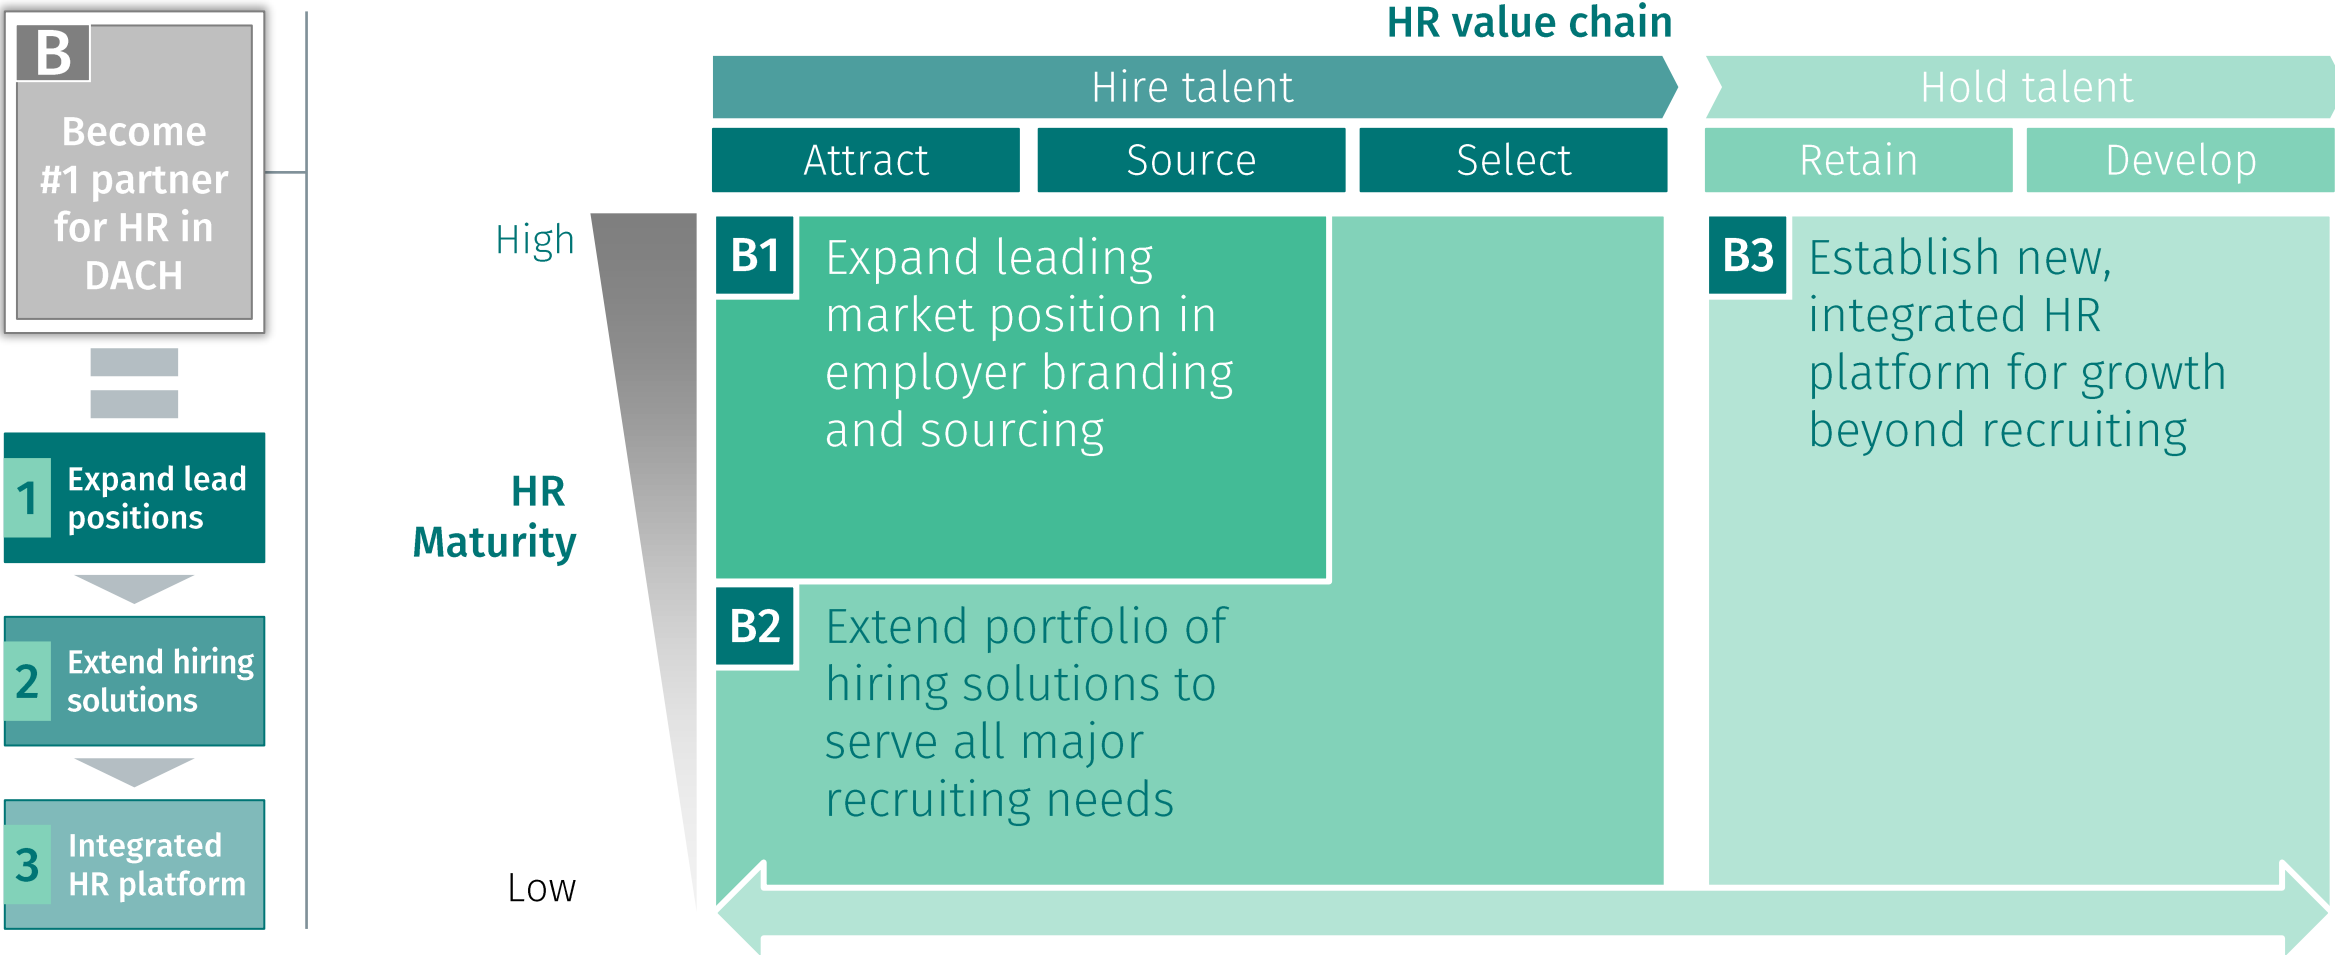 B
Become
#1 partner
for HR in
DACH
1
Expand lead
positions
2
Extend hiring
solutions
3
Integrated
HR platform
HR value chain
Hire talent
Hold talent
Attract
Source
Select
Retain
Develop
High
HR
Maturity
Low
B1
Expand leading
market position in
employer branding
and sourcing
B2
Extend portfolio of
hiring solutions to
serve all major
recruiting needs
B3
Establish new,
integrated HR
platform for growth
beyond recruiting